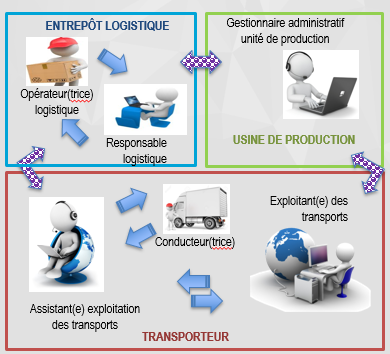 ENTREPÔT LOGISTIQUE
Opérateur(trice)
logistique
Responsable
logistique
Gestionnaire administratif
unité de production
USINE DE PRODUCTION
Conducteur(trice)
Exploitant(e) des
transports
Assistant(e) exploitation
des transports
TRANSPORTEUR